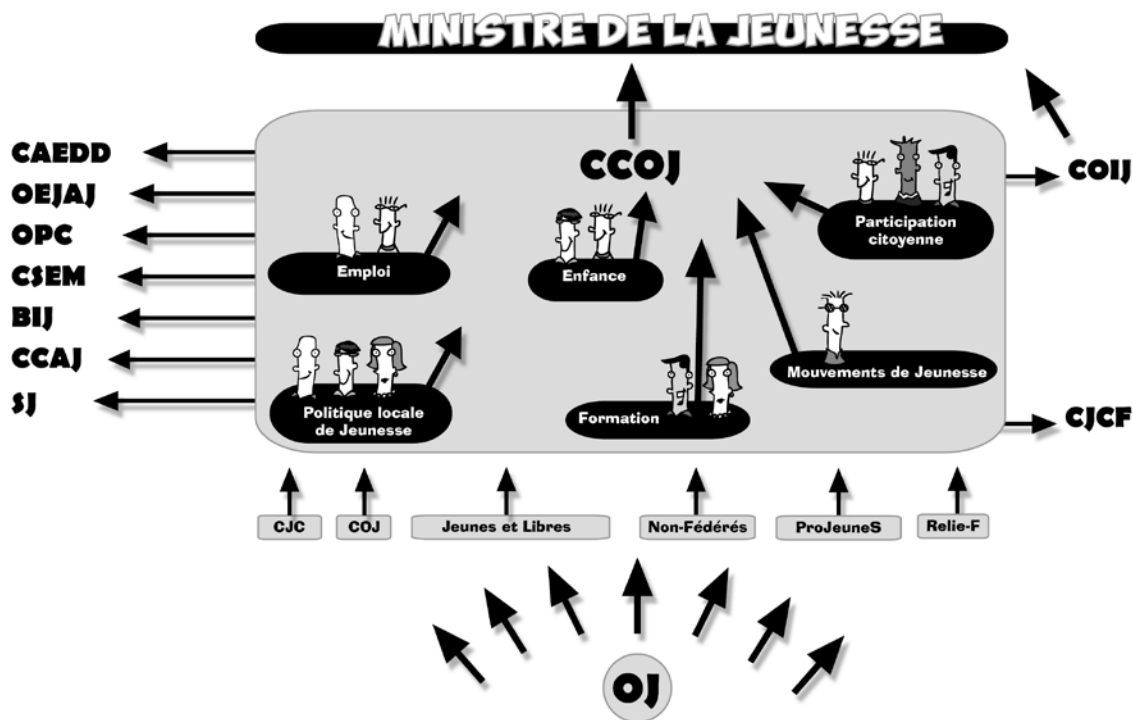 MINISTRE DE LA JEUNESSE
CCOJ
CAEDD
OEJAJ
OPC
CSEM
BIJ
CCAJ
SJ
COIJ
CJCF
Emploi
Enfance
Participation
citoyenne
Politique locale
de Jeunesse
Formation
Mouvements de Jeunesse
CJC
COJ
Jeunes et Libres
Non-Fédérés
ProJeuneS
Relie-F
OJ